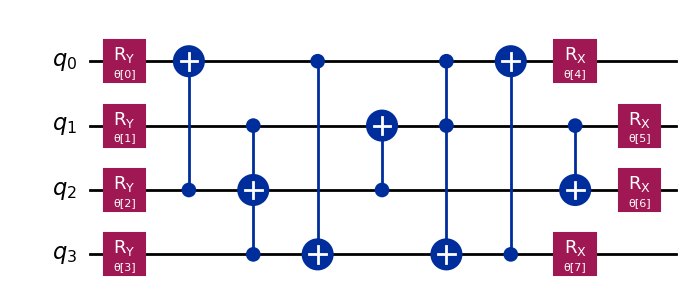 q0 RY θ[0] RX θ[4]
q1 RY θ[1] RX θ[5]
q2 RY θ[2] RX θ[6]
q3 RY θ[3] RX θ[7]